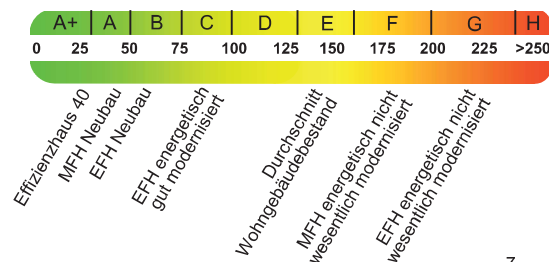 A+ A B C D E F G H
0 25 50 75 100 125 150 175 200 225 >250
Effizienzhaus 40
MFH Neubau
EFH Neubau
EFH energetisch
gut modernisiert
Durchschnitt
Wohngebäudebestand
MFH energetisch nicht
wesentlich modernisiert
EFH energetisch nicht
wesentlich modernisiert
7